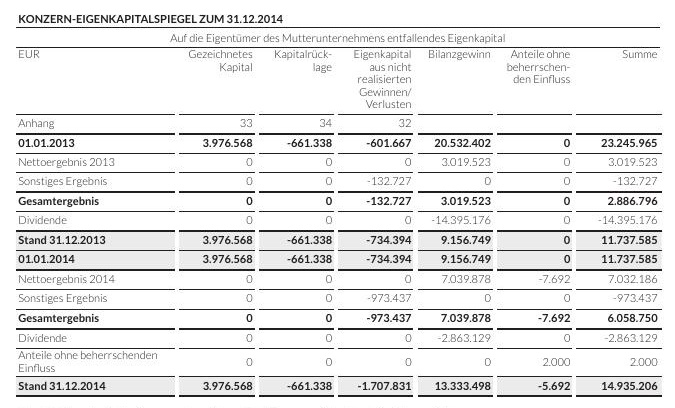 KONZERN-EIGENKAPITALSPIEGEL ZUM 31.12.2014
Auf die Eigentümer des Mutterunternehmens entfallendes Eigenkapital
EUR Gezeichnetes Kapital Kapitalrück-lage Eigenkapital aus nicht realisierten Gewinnen/Verlusten Bilanzgewinn Anteile ohne beherrschen-den Einfluss Summe
Anhang 33 34 32
01.01.2013 3.976.568 -661.338 -601.667 20.532.402 0 23.245.965
Nettoergebnis 2013 0 0 0 3.019.523 0 3.019.523
Sonstiges Ergebnis 0 0 -132.727 0 0 -132.727
Gesamtergebnis 0 0 -132.727 3.019.523 0 2.886.796
Dividende 0 0 0 -14.395.176 0 -14.395.176
Stand 31.12.2013 3.976.568 -661.338 -734.394 9.156.749 0 11.737.585
01.01.2014 3.976.568 -661.338 -734.394 9.156.749 0 11.737.585
Nettoergebnis 2014 0 0 0 7.039.878 -7.692 7.032.186
Sonstiges Ergebnis 0 0 -973.437 0 0 -973.437
Gesamtergebnis 0 0 -973.437 7.039.878 -7.692 6.058.750
Dividende 0 0 0 -2.863.129 0 -2.863.129
Anteile ohne beherrschenden
Einfluss 0 0 0 0 2.000 2.000
Stand 31.12.2014 3.976.568 -661.338 -1.707.831 13.333.498 -5.692 14.935.206